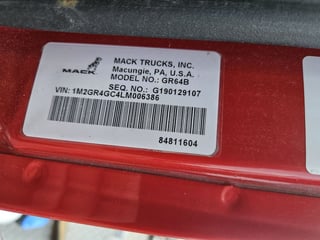 MACK TRUCKS, INC.
Macungie, PA, U.S.A.
MODEL NO.: GR64B
MACK
SEQ. NO.: G190129107
VIN: 1M2GR4GC4LM006386
84811604